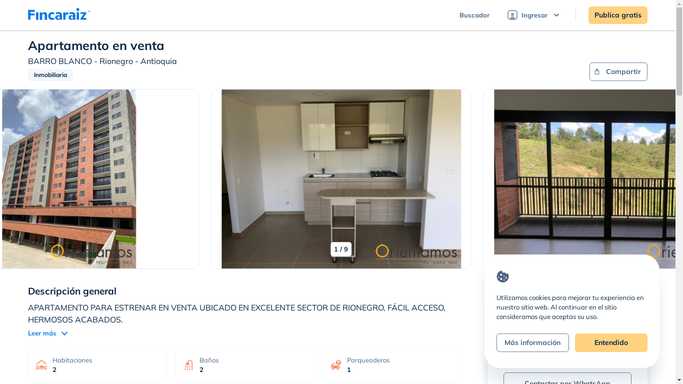 Fincaraiz
Buscador
Ingresar
Publica gratis
Apartamento en venta
BARRO BLANCO - Rionegro - Antioquia
Inmobiliaria
Compartir
1 / 9
Descripción general
APARTAMENTO PARA ESTRENAR EN VENTA UBICADO EN EXCELENTE SECTOR DE RIONEGRO, FÁCIL ACCESO,
HERMOSOS ACABADOS.
Leer más
Habitaciones
2
Baños
2
Parqueaderos
1
Utilizamos cookies para mejorar tu experiencia en
nuestro sitio web. Al continuar en el sitio
consideramos que aceptas su uso.
Más información
Entendido
Contactar por WhatsApp